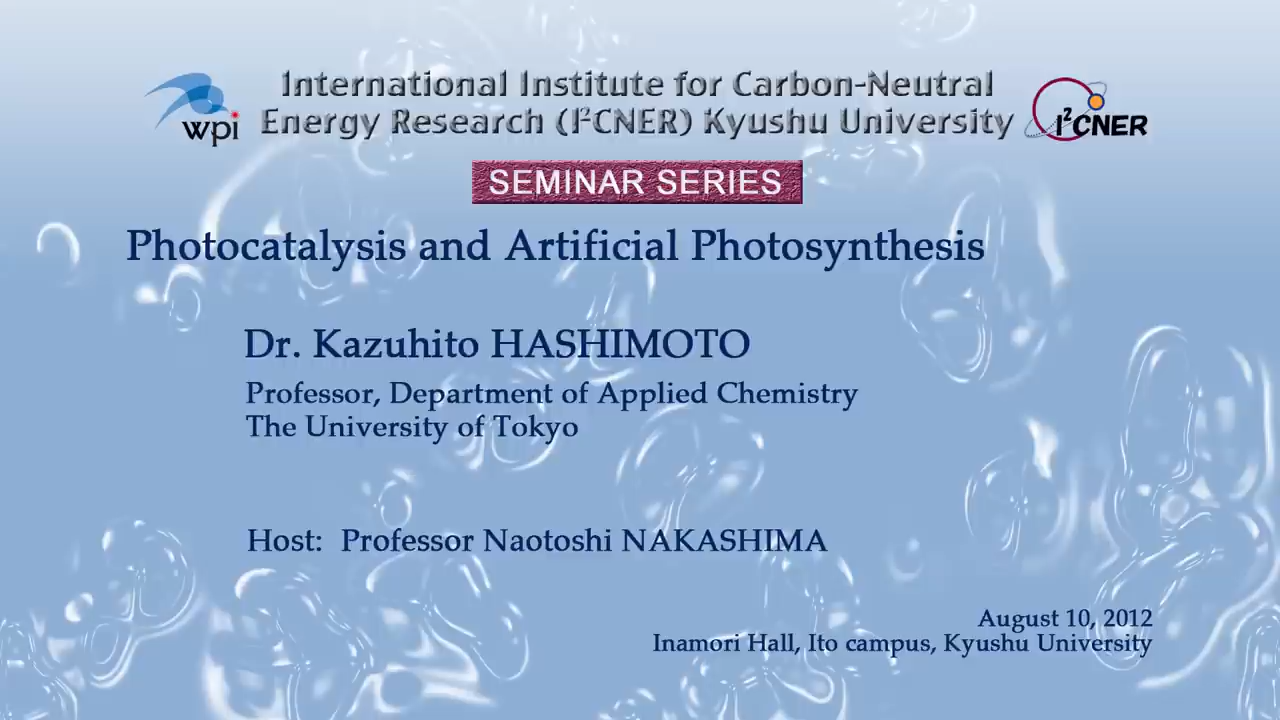 wpi
International Institute for Carbon-Neutral
Energy Research (I²CNER) Kyushu University
I²CNER
SEMINAR SERIES
Photocatalysis and Artificial Photosynthesis
Dr. Kazuhito HASHIMOTO
Professor, Department of Applied Chemistry
The University of Tokyo
Host: Professor Naotoshi NAKASHIMA
August 10, 2012
Inamori Hall, Ito campus, Kyushu University